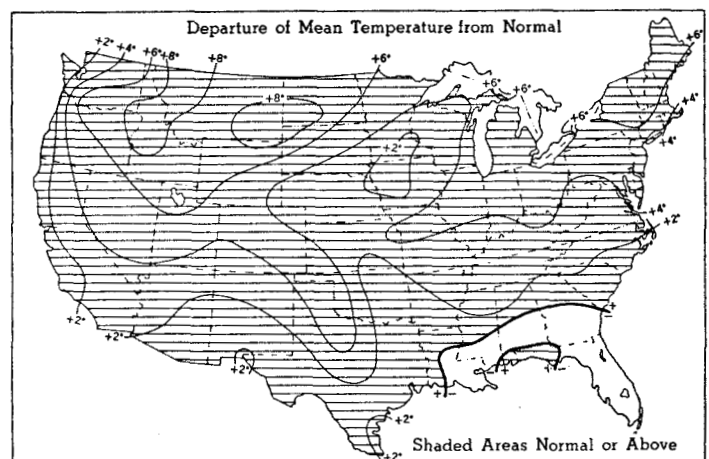 Departure of Mean Temperature from Normal
+2° +4° +6° +8° +8° +6° +6°
+6° +6°
+8° +6° +4°
+2° +4°
+4°
+2°
+2°
+2°
+2°
+2°
Shaded Areas Normal or Above
+2°